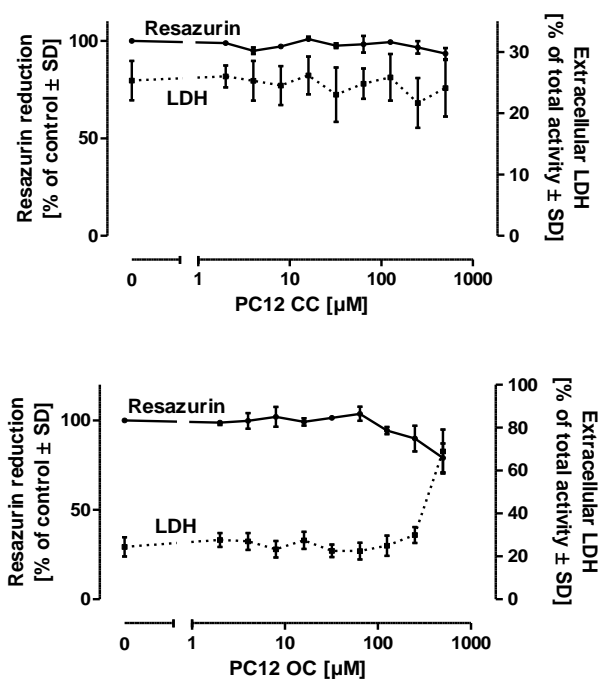 Resazurin reduction
[% of control ± SD]
100
50
0
Resazurin
LDH
30
20
10
0
Extracellular LDH
[% of total activity ± SD]
0 1 10 100 1000
PC12 CC [µM]
Resazurin reduction
[% of control ± SD]
100
50
0
Resazurin
LDH
100
80
60
40
20
0
Extracellular LDH
[% of total activity ± SD]
0 1 10 100 1000
PC12 OC [µM]